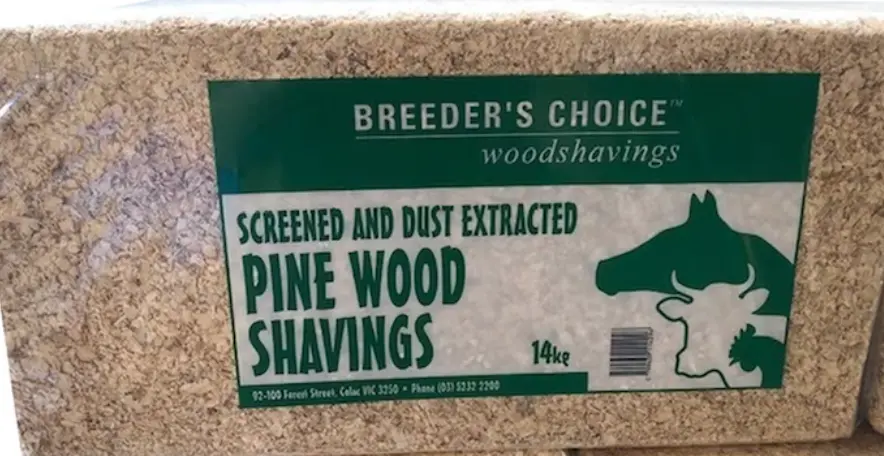 BREEDER'S CHOICE™
woodshavings
SCREENED AND DUST EXTRACTED
PINE WOOD
SHAVINGS
14kg
92-100 Forest Street, Colac VIC 3250 • Phone (03) 5232 2200